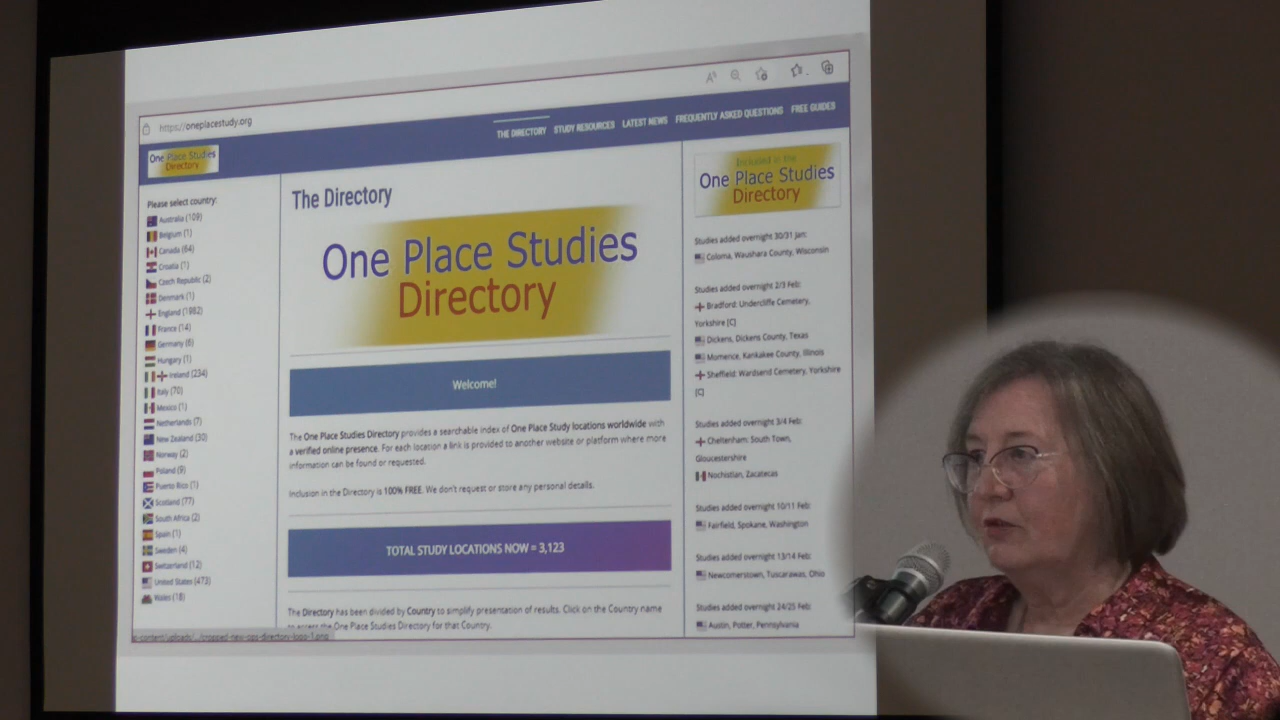 https://oneplacestudy.org
One Place Studies
Directory
THE DIRECTORY STUDY RESOURCES LATEST NEWS FREQUENTLY ASKED QUESTIONS FREE GUIDES
Please select country:
Australia (109)
Belgium (1)
Canada (64)
Croatia (1)
Czech Republic (2)
Denmark (1)
England (1982)
France (14)
Germany (6)
Hungary (1)
Ireland (234)
Italy (70)
Mexico (1)
Netherlands (7)
New Zealand (30)
Norway (2)
Poland (9)
Puerto Rico (1)
Scotland (77)
South Africa (2)
Spain (1)
Sweden (4)
Switzerland (12)
United States (473)
Wales (18)
The Directory
One Place Studies
Directory
Welcome!
The One Place Studies Directory provides a searchable index of One Place Study locations worldwide with
a verified online presence. For each location a link is provided to another website or platform where more
information can be found or requested.
Inclusion in the Directory is 100% FREE. We don't request or store any personal details.
TOTAL STUDY LOCATIONS NOW = 3,123
The Directory has been divided by Country to simplify presentation of results. Click on the Country name
to access the One Place Studies Directory for that Country.
Included in the
One Place Studies
Directory
Studies added overnight 30/31 Jan:
Coloma, Waushara County, Wisconsin
Studies added overnight 2/3 Feb:
Bradford: Undercliffe Cemetery,
Yorkshire [C]
Dickens, Dickens County, Texas
Momence, Kankakee County, Illinois
Sheffield: Wardsend Cemetery, Yorkshire
[C]
Studies added overnight 3/4 Feb:
Cheltenham: South Town,
Gloucestershire
Nochistlan, Zacatecas
Studies added overnight 10/11 Feb:
Fairfield, Spokane, Washington
Studies added overnight 13/14 Feb:
Newcomerstown, Tuscarawas, Ohio
Studies added overnight 24/25 Feb:
Austin, Potter, Pennsylvania